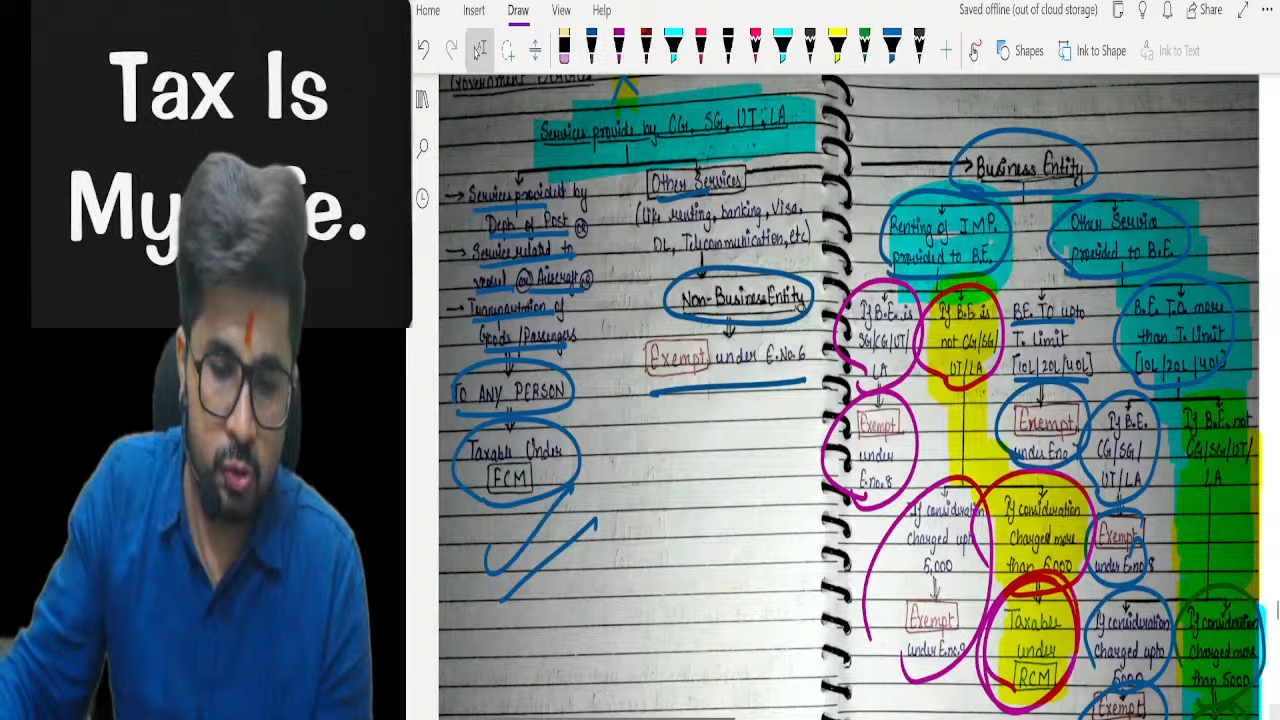 Tax Is
My
e.
Home Insert Draw View Help
Saved offline (out of cloud storage)
Share
Shapes
Ink to Shape
Ink to Text
Government Services
Services provide by CG, SG, UT, LA
→ Services provided by
Deptt of Post
→ Service related to
vessel or Aircraft
→ Transportation of
Goods/Passengers
TO ANY PERSON
Taxable Under
FCM
Other Services
(Like renting, banking, Visa,
DL, Telecommunication, etc)
Non-Business Entity
Exempt under E.No.6
Business Entity
Renting of IMP.
provided to B.E.
Other Service
provided to B.E.
If B.E. is
SG/CG/UT/
LA
Exempt
under
E.no.8
If B.E. is
not CG/SG/
UT/LA
If consideration
charged upto
5,000
Exempt
under E.no.9
If consideration
charged more
than 5000
Taxable
under
RCM
B.E. TO upto
T. Limit
[10L/20L/40L]
Exempt
under E.no
B.E. T.O. more
than T. Limit
[10L/20L/40L]
If B.E.
CG/SG/
UT/LA
Exempt
under E.no.8
If B.E. not
CG/SG/UT/
LA
If consideration
charged upto
5000
Exempt
If consideration
charged more
than 5000